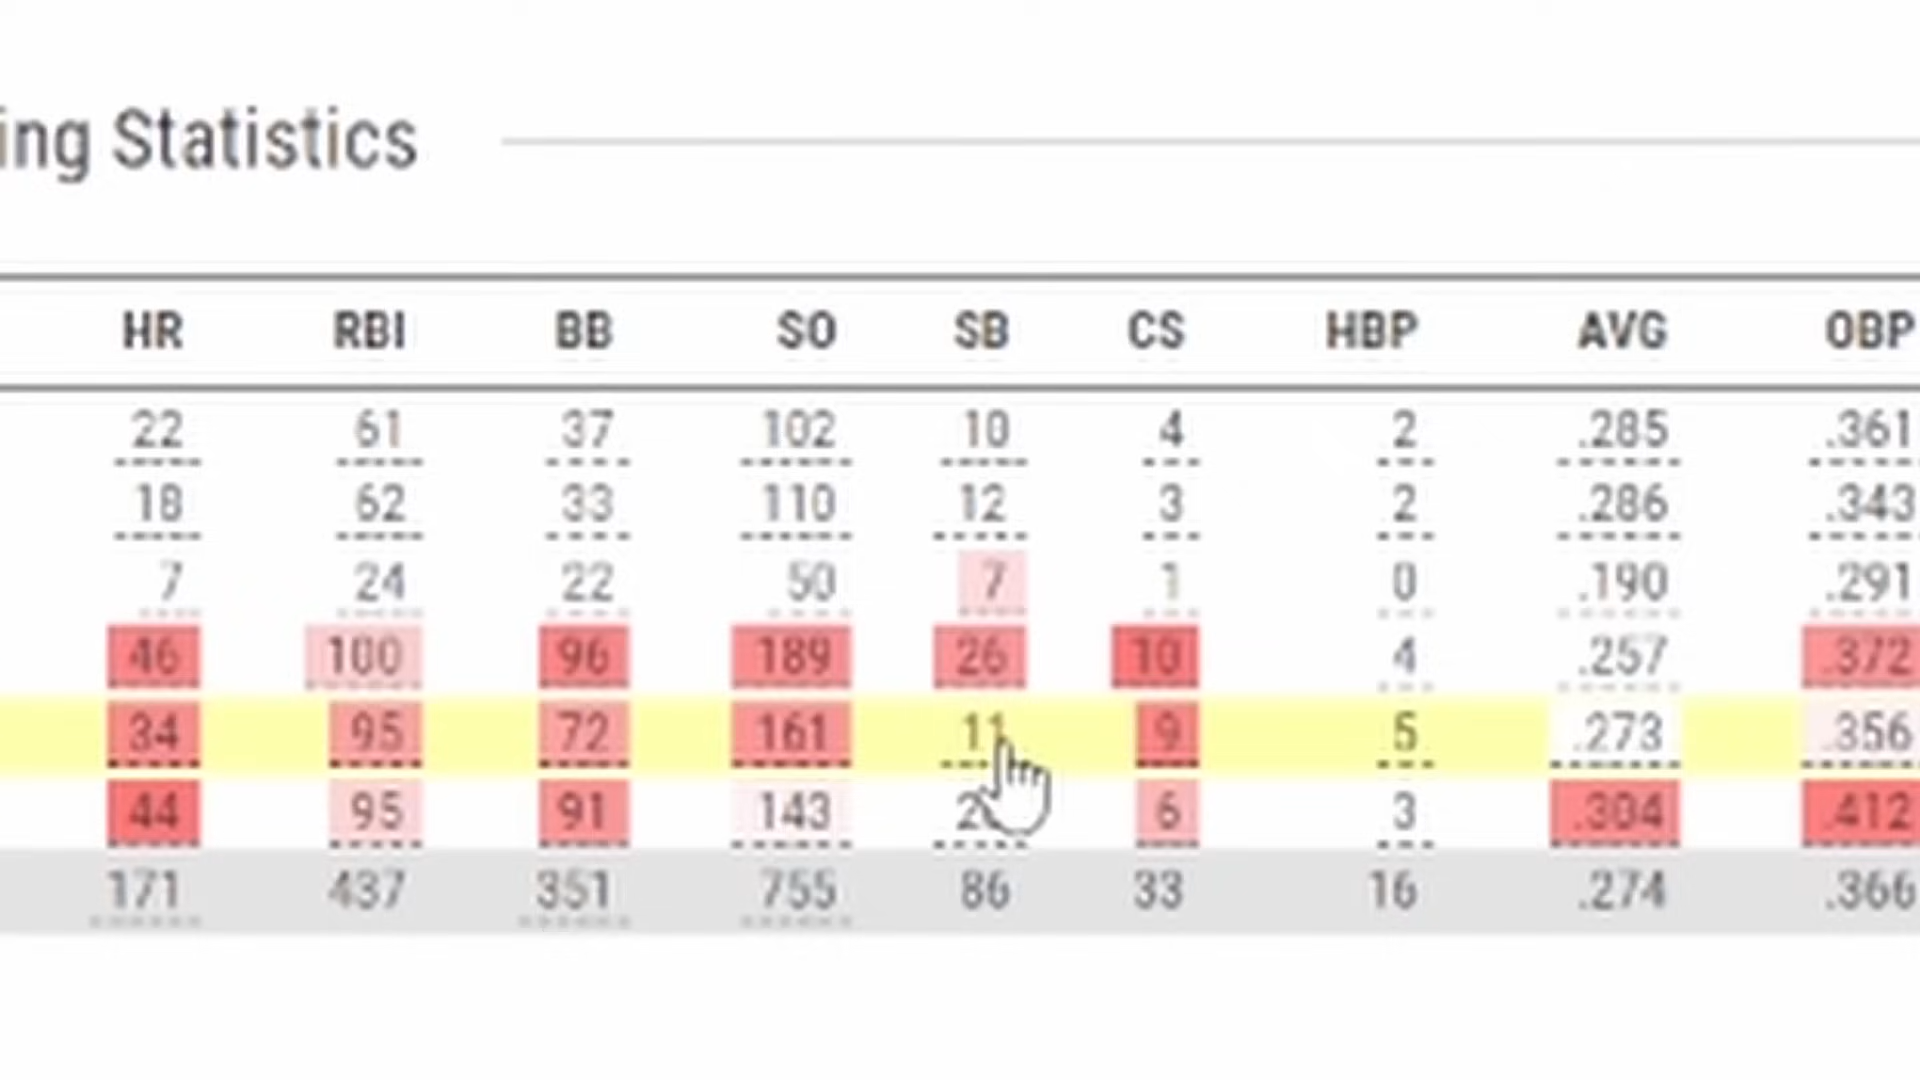 ing Statistics
HR RBI BB SO SB CS HBP AVG OBP
22 61 37 102 10 4 2 .285 .361
18 62 33 110 12 3 2 .286 .343
7 24 22 50 7 1 0 .190 .291
46 100 96 189 26 10 4 .257 .372
34 95 72 161 11 9 5 .273 .356
44 95 91 143 6 3 .304 .412
171 437 351 755 86 33 16 .274 .366